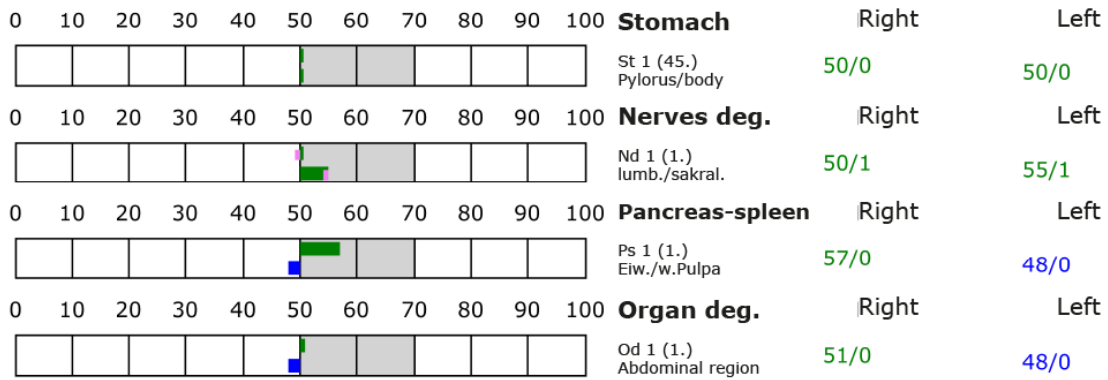 0 10 20 30 40 50 60 70 80 90 100 Stomach Right Left
St 1 (45.) 50/0 50/0
Pylorus/body
0 10 20 30 40 50 60 70 80 90 100 Nerves deg. Right Left
Nd 1 (1.) 50/1 55/1
lumb./sakral.
0 10 20 30 40 50 60 70 80 90 100 Pancreas-spleen Right Left
Ps 1 (1.) 57/0 48/0
Eiw./w.Pulpa
0 10 20 30 40 50 60 70 80 90 100 Organ deg. Right Left
Od 1 (1.) 51/0 48/0
Abdominal region